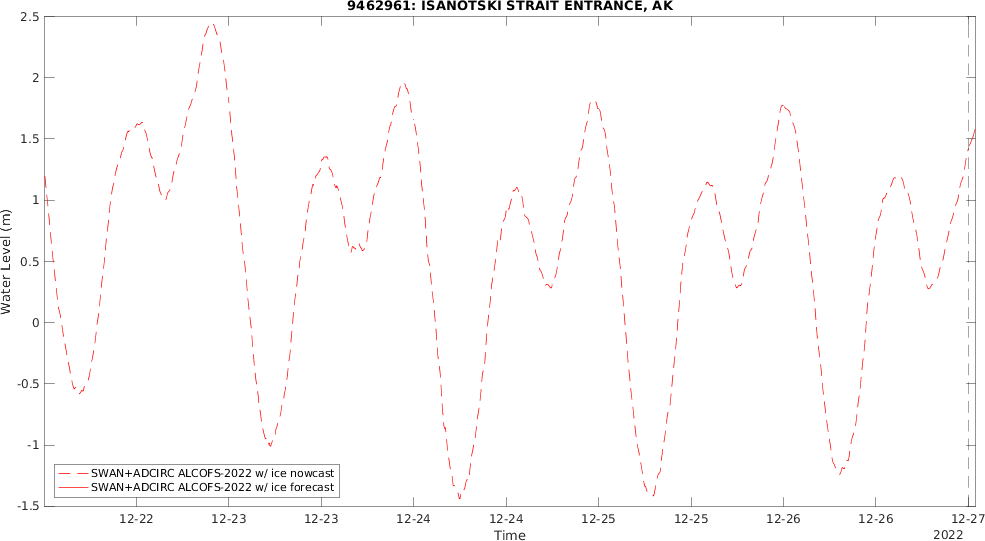 9462961: ISANOTSKI STRAIT ENTRANCE, AK
2.5
2
1.5
1
0.5
0
-0.5
-1
-1.5
Water Level (m)
SWAN+ADCIRC ALCOFS-2022 w/ ice nowcast
SWAN+ADCIRC ALCOFS-2022 w/ ice forecast
12-22 12-23 12-23 12-24 12-24 12-25 12-25 12-26 12-26 12-27
Time 2022